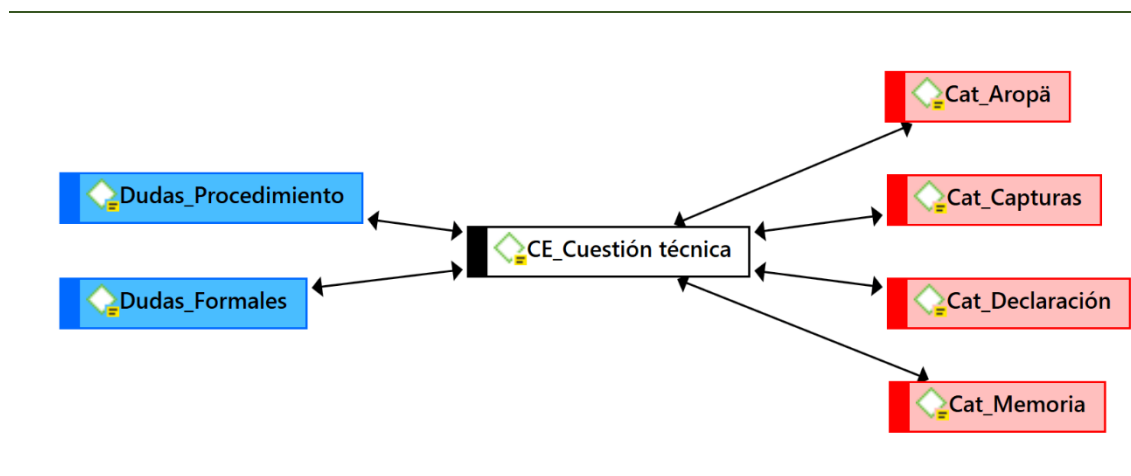 Cat_Aropä
Dudas_Procedimiento
Cat_Capturas
CE_Cuestión técnica
Dudas_Formales
Cat_Declaración
Cat_Memoria